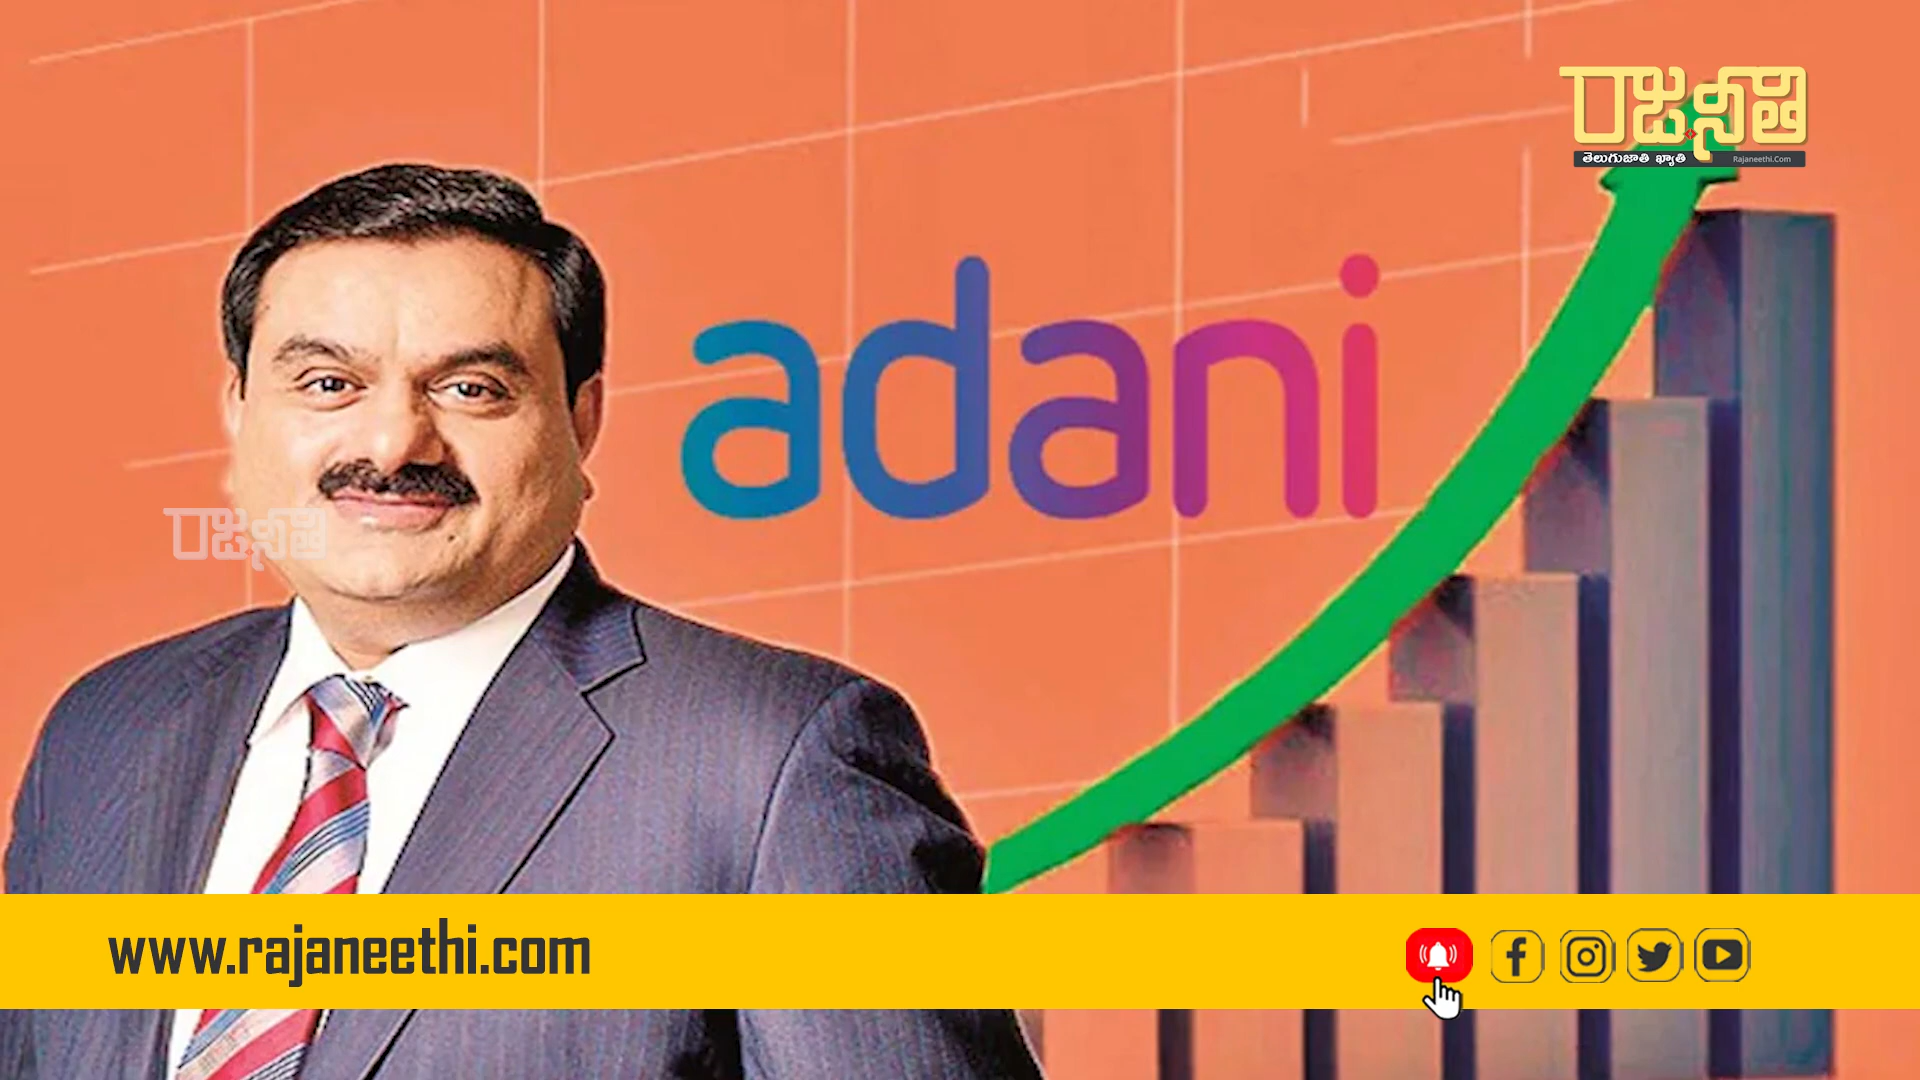 రాజనీతి
తెలుగుజాతి ఖ్యాతి Rajaneethi.Com
adani
రాజనీతి
www.rajaneethi.com